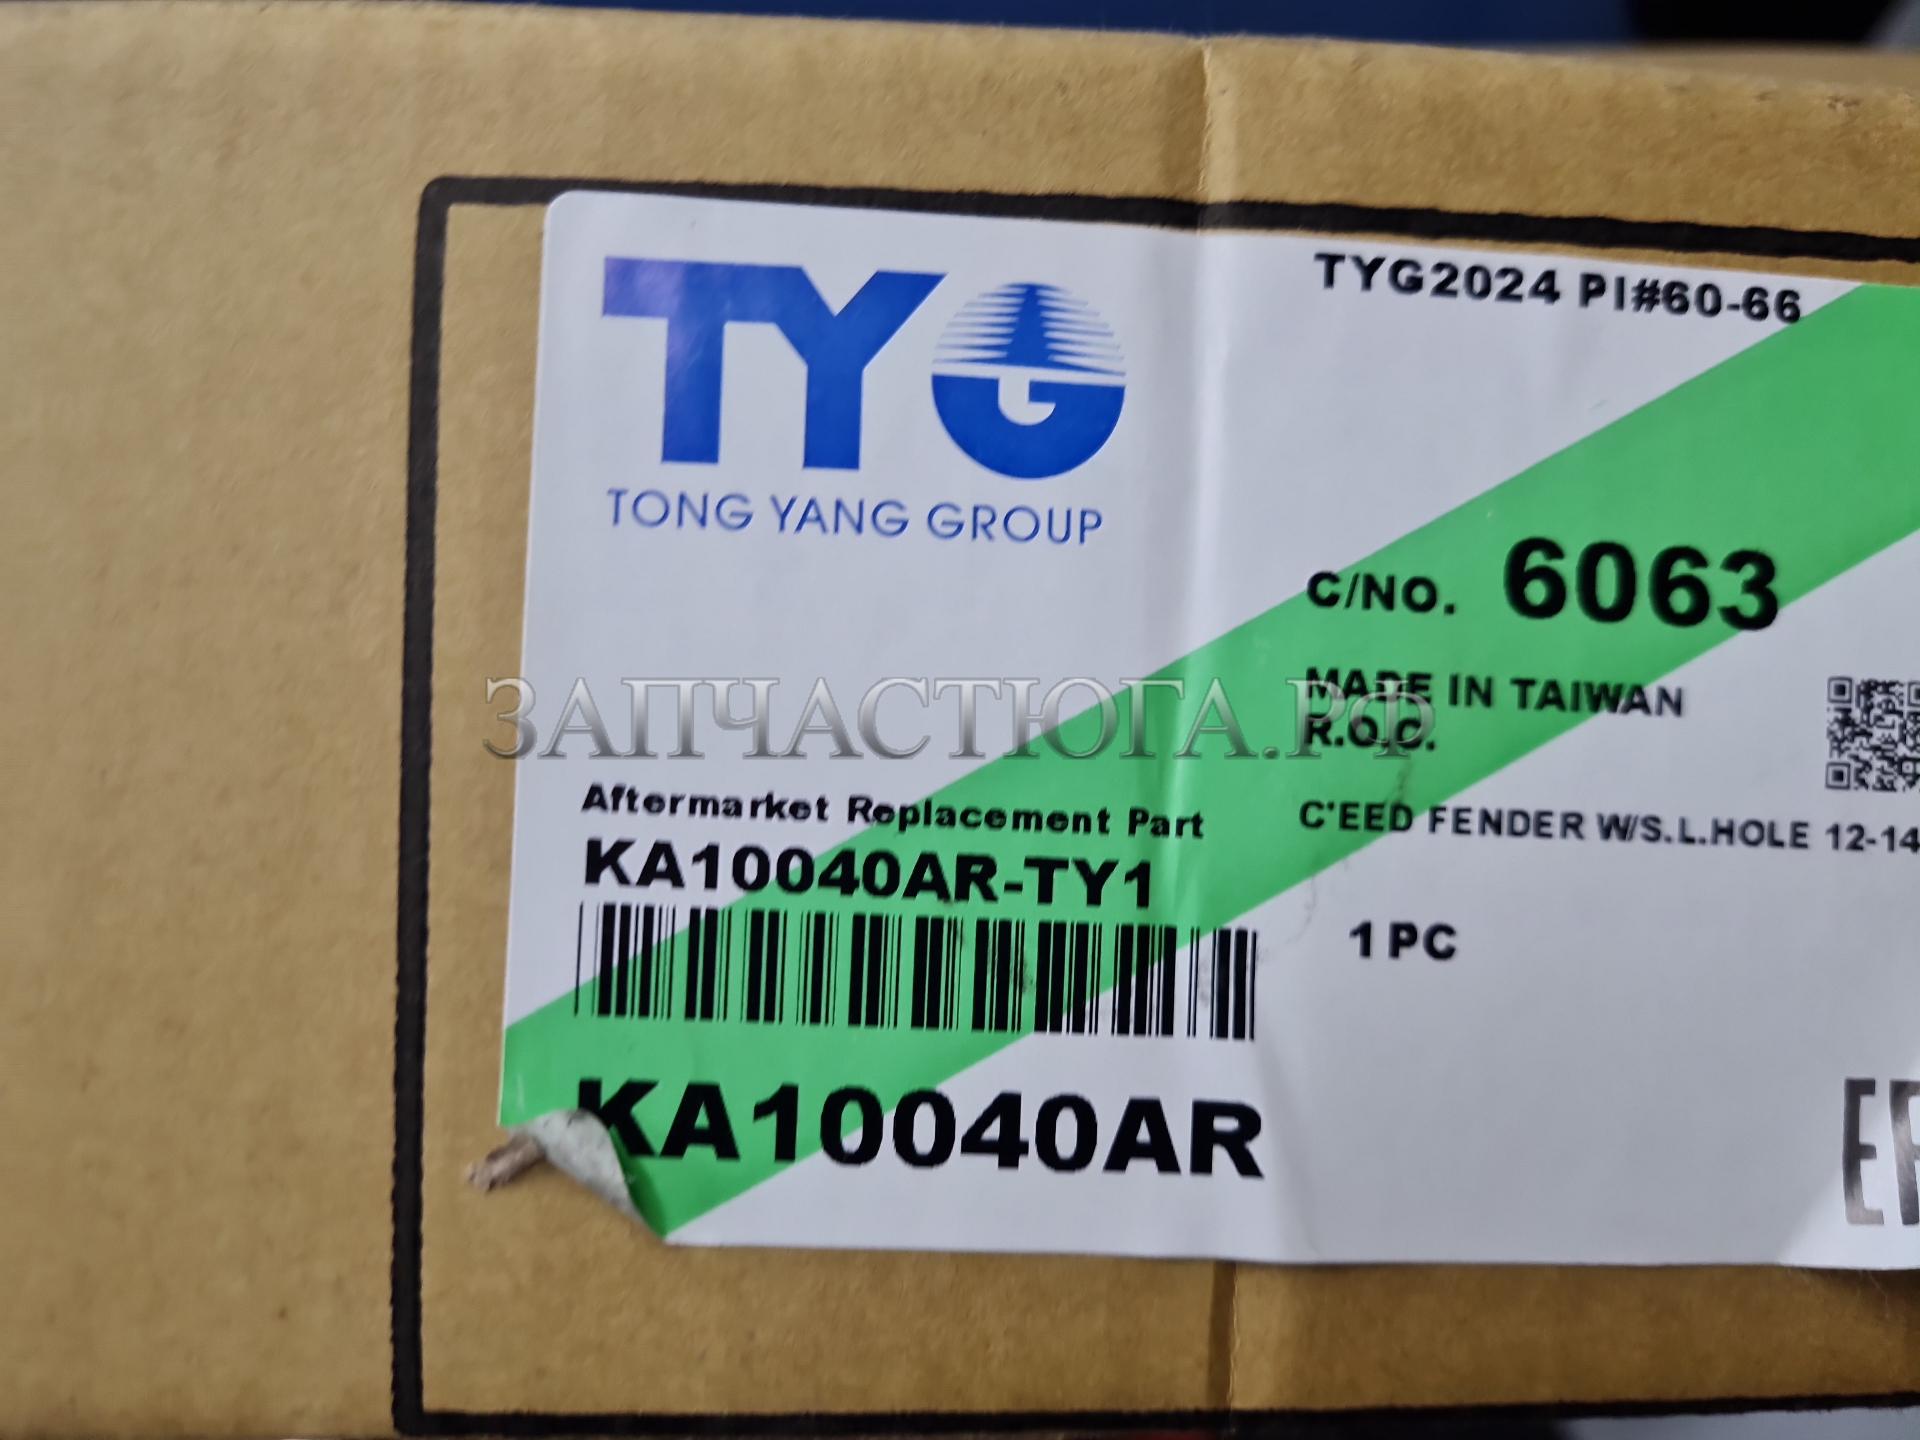 TYG
TONG YANG GROUP
TYG2024 PI#60-66
C/NO. 6063
MADE IN TAIWAN
R.O.C.
ЗАПЧАСТЮГА.РФ
Aftermarket Replacement Part
KA10040AR-TY1
C'EED FENDER W/S.L.HOLE 12-14
1 PC
KA10040AR